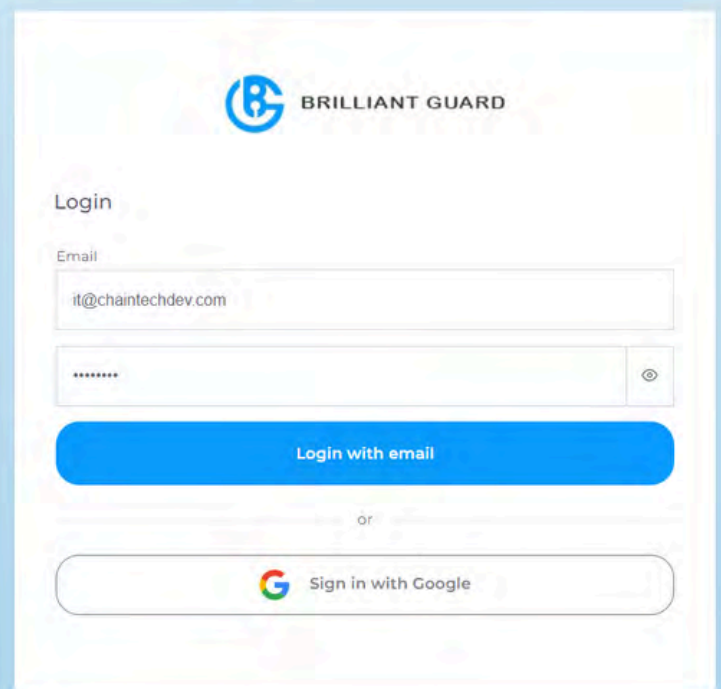 BRILLIANT GUARD
Login
Email
it@chaintechdev.com
••••••••
Login with email
or
Sign in with Google